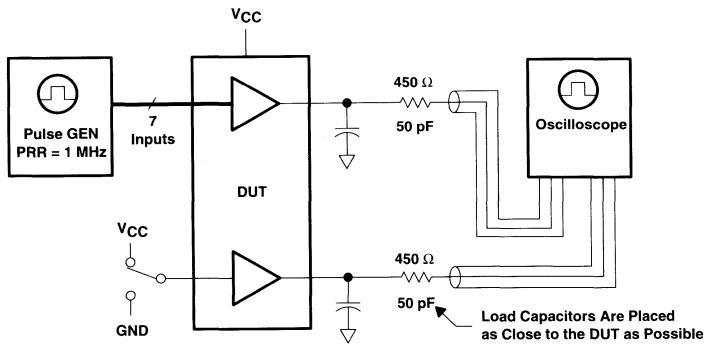 VCC
Pulse GEN
PRR = 1 MHz
7
Inputs
450 Ω
50 pF
Oscilloscope
DUT
VCC
GND
450 Ω
50 pF
Load Capacitors Are Placed
as Close to the DUT as Possible